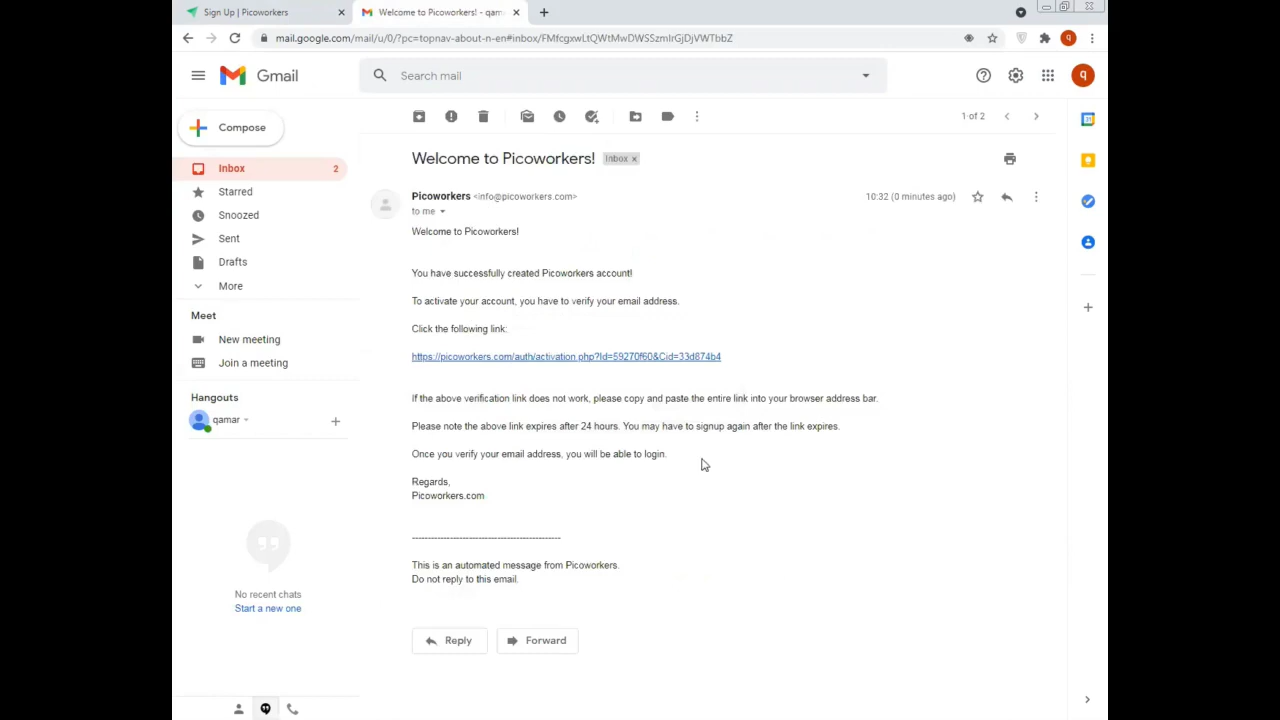 Sign Up | Picoworkers
Welcome to Picoworkers! - qam
mail.google.com/mail/u/0/?pc=topnav-about-n-en#inbox/FMfcgxwLtQWtMwDWSSzmIrGjDjVWTbbZ
q
Gmail
Search mail
q
Compose
1 of 2
Inbox 2
Starred
Snoozed
Sent
Drafts
More
Meet
New meeting
Join a meeting
Hangouts
qamar
No recent chats
Start a new one
Welcome to Picoworkers! Inbox x
Picoworkers <info@picoworkers.com> 10:32 (0 minutes ago)
to me
Welcome to Picoworkers!
You have successfully created Picoworkers account!
To activate your account, you have to verify your email address.
Click the following link:
https://picoworkers.com/auth/activation.php?Id=59270f60&Cid=33d874b4
If the above verification link does not work, please copy and paste the entire link into your browser address bar.
Please note the above link expires after 24 hours. You may have to signup again after the link expires.
Once you verify your email address, you will be able to login.
Regards,
Picoworkers.com
-----------------------------------------------
This is an automated message from Picoworkers.
Do not reply to this email.
Reply
Forward
31